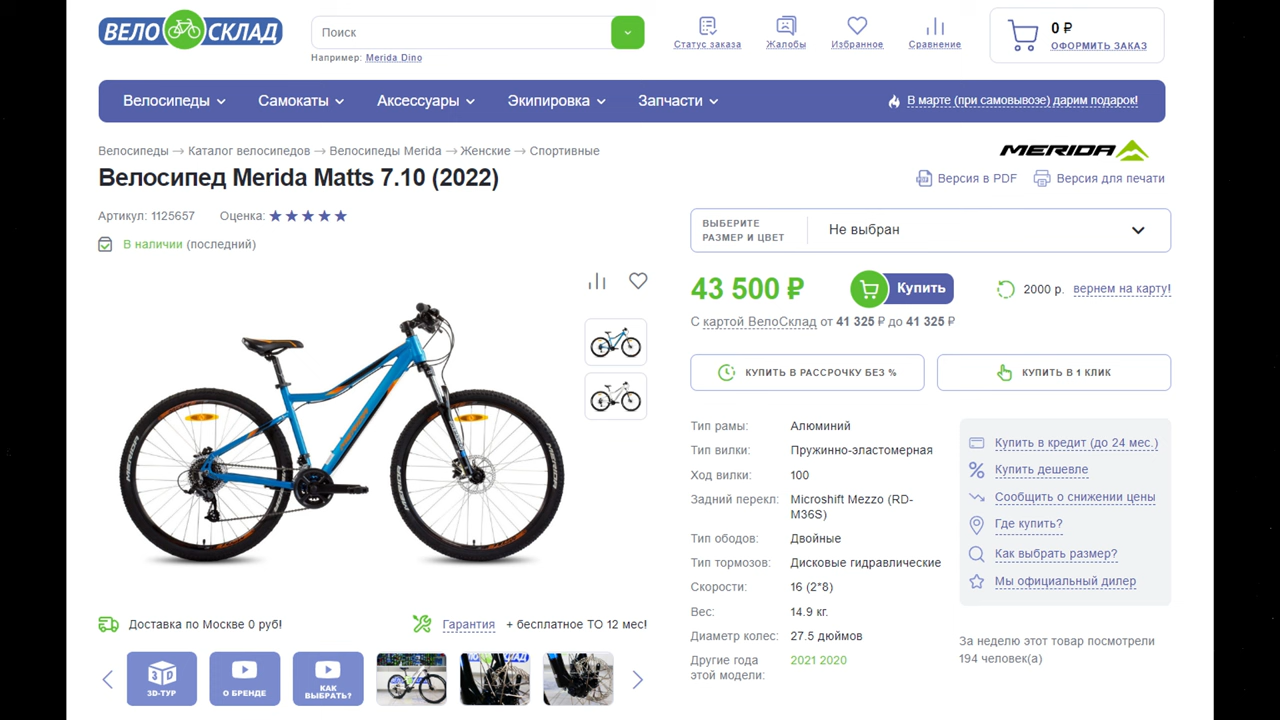 ВЕЛО СКЛАД
Поиск
Например: Merida Dino
Статус заказа
Жалобы
Избранное
Сравнение
0 ₽
ОФОРМИТЬ ЗАКАЗ
Велосипеды
Самокаты
Аксессуары
Экипировка
Запчасти
В марте (при самовывозе) дарим подарок!
Велосипеды → Каталог велосипедов → Велосипеды Merida → Женские → Спортивные
MERIDA
Велосипед Merida Matts 7.10 (2022)
Версия в PDF
Версия для печати
Артикул: 1125657
Оценка: ★★★★★
В наличии (последний)
ВЫБЕРИТЕ
РАЗМЕР И ЦВЕТ
Не выбран
43 500 ₽
Купить
2000 р. вернем на карту!
С картой ВелоСклад от 41 325 ₽ до 41 325 ₽
КУПИТЬ В РАССРОЧКУ БЕЗ %
КУПИТЬ В 1 КЛИК
MERIDA
MERIDA
MERIDA
MERIDA
Тип рамы: Алюминий
Тип вилки: Пружинно-эластомерная
Ход вилки: 100
Задний перекл: Microshift Mezzo (RD-
M36S)
Тип ободов: Двойные
Тип тормозов: Дисковые гидравлические
Скорости: 16 (2*8)
Вес: 14.9 кг.
Диаметр колес: 27.5 дюймов
Другие года
этой модели:
2021 2020
Купить в кредит (до 24 мес.)
Купить дешевле
Сообщить о снижении цены
Где купить?
Как выбрать размер?
Мы официальный дилер
За неделю этот товар посмотрели
194 человек(а)
Доставка по Москве 0 руб!
Гарантия + бесплатное ТО 12 мес!
3D
3D-ТУР
О БРЕНДЕ
КАК
ВЫБРАТЬ?